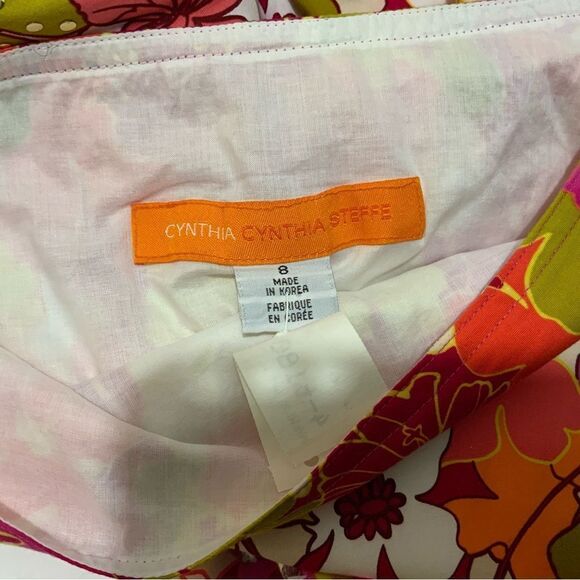 CYNTHIA CYNTHIA STEFFE
8
MADE
IN KOREA
FABRIQUE
EN CORÉE